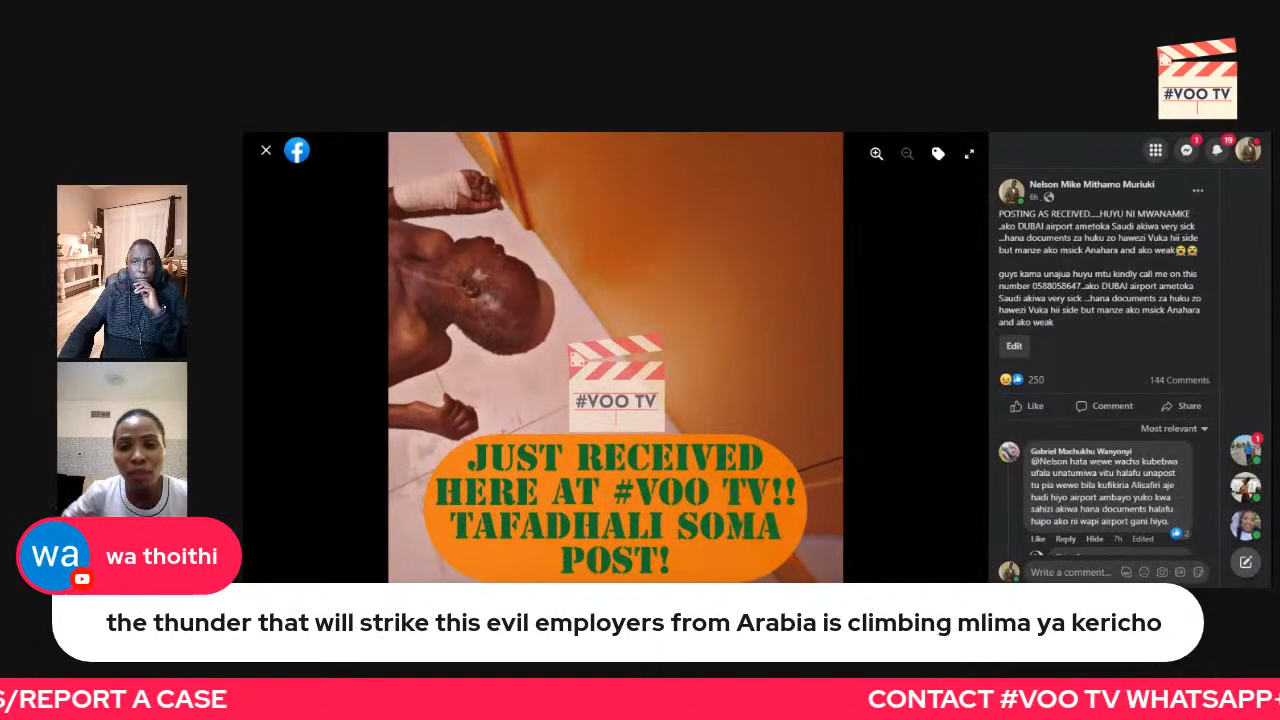 #VOO TV
1
19
Nelson Mike Mithamo Muriuki
6h
POSTING AS RECEIVED.....HUYU NI MWANAMKE
..ako DUBAI airport ametoka Saudi akiwa very sick
...hana documents za huku zo hawezi Vuka hii side
but manze ako msick Anahara and ako weak😭😭
guys kama unajua huyu mtu kindly call me on this
number 0588058647..ako DUBAI airport ametoka
Saudi akiwa very sick ...hana documents za huku zo
hawezi Vuka hii side but manze ako msick Anahara
and ako weak
Edit
250
144 Comments
Like
Comment
Share
Most relevant
Gabriel Machukhu Wanyonyi
@Nelson hata wewe wacha kubebwa
ufala unatumiwa vitu halafu unapost
tu pia wewe bila kufikiria Alisafiri aje
hadi hiyo airport ambayo yuko kwa
sahizi akiwa hana documents halafu
hapo ako ni wapi airport gani hiyo.
2
Like Reply Hide 7h Edited
Write a comment...
1
#VOO TV
JUST RECEIVED
HERE AT #VOO TV!!
TAFADHALI SOMA
POST!
wa
wa thoithi
the thunder that will strike this evil employers from Arabia is climbing mlima ya kericho
S/REPORT A CASE
CONTACT #VOO TV WHATSAPP+